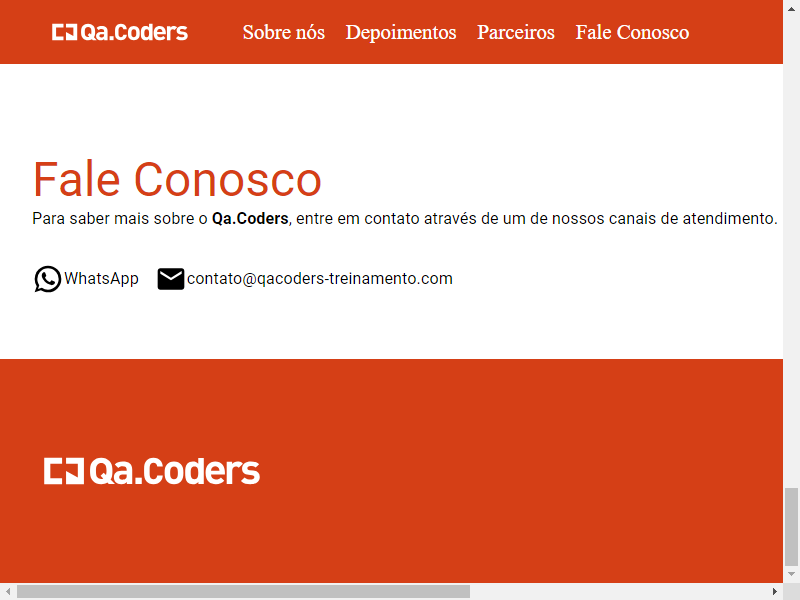 Qa.Coders Sobre nós Depoimentos Parceiros Fale Conosco
Fale Conosco
Para saber mais sobre o Qa.Coders, entre em contato através de um de nossos canais de atendimento.
WhatsApp contato@qacoders-treinamento.com
Qa.Coders